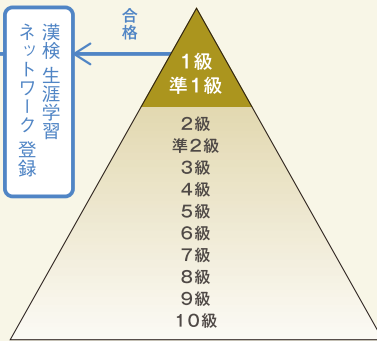 漢検 生涯学習
ネットワーク 登録
合格
1級
準1級
2級
準2級
3級
4級
5級
6級
7級
8級
9級
10級